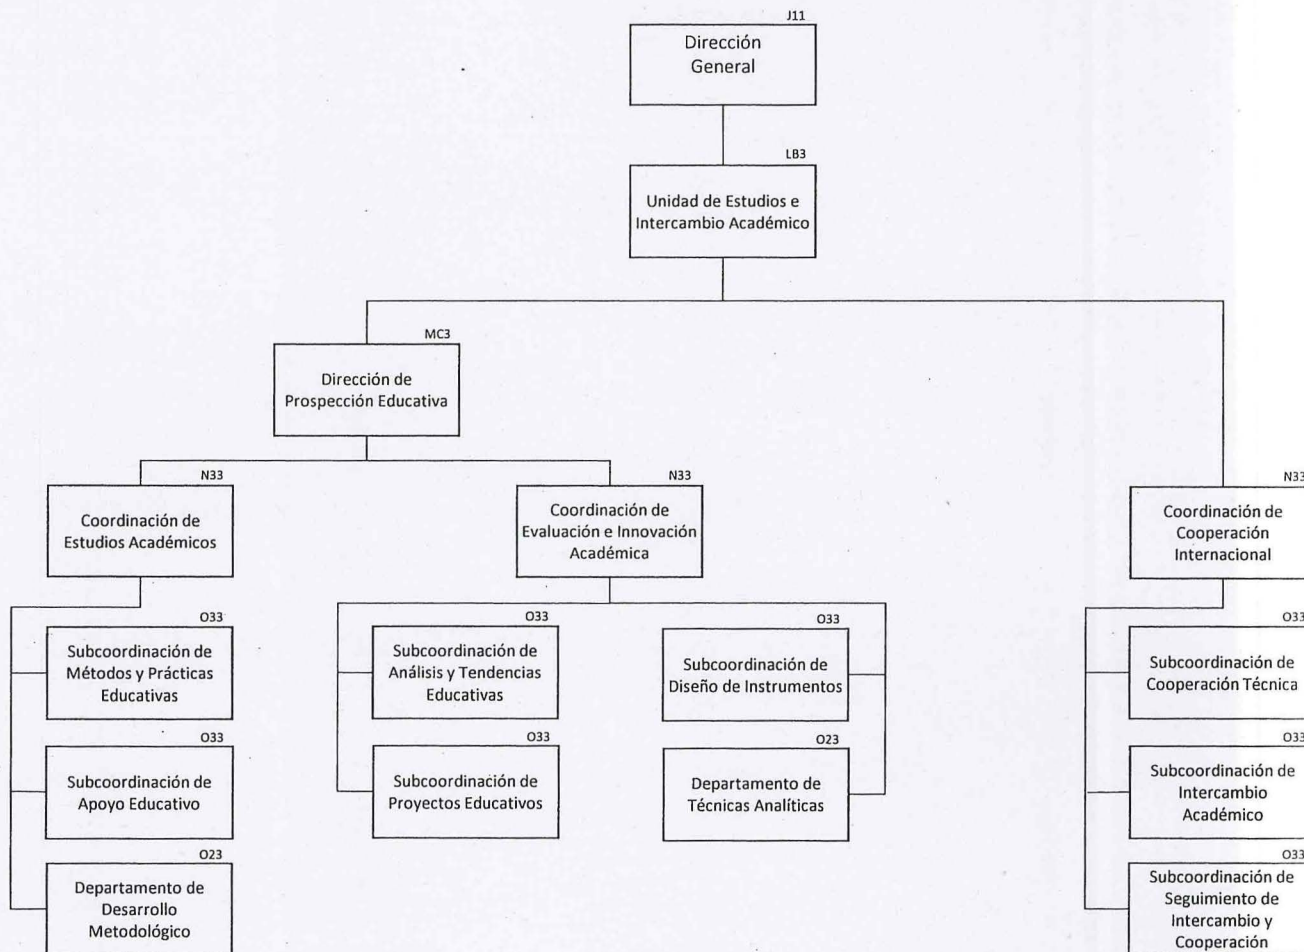 J11
Dirección
General
LB3
Unidad de Estudios e
Intercambio Académico
MC3
Dirección de
Prospección Educativa
N33
Coordinación de
Estudios Académicos
N33
Coordinación de
Evaluación e Innovación
Académica
N33
Coordinación de
Cooperación
Internacional
O33
Subcoordinación de
Métodos y Prácticas
Educativas
O33
Subcoordinación de
Apoyo Educativo
O23
Departamento de
Desarrollo
Metodológico
O33
Subcoordinación de
Análisis y Tendencias
Educativas
O33
Subcoordinación de
Proyectos Educativos
O33
Subcoordinación de
Diseño de Instrumentos
O23
Departamento de
Técnicas Analíticas
O33
Subcoordinación de
Cooperación Técnica
O33
Subcoordinación de
Intercambio
Académico
O33
Subcoordinación de
Seguimiento de
Intercambio y
Cooperación